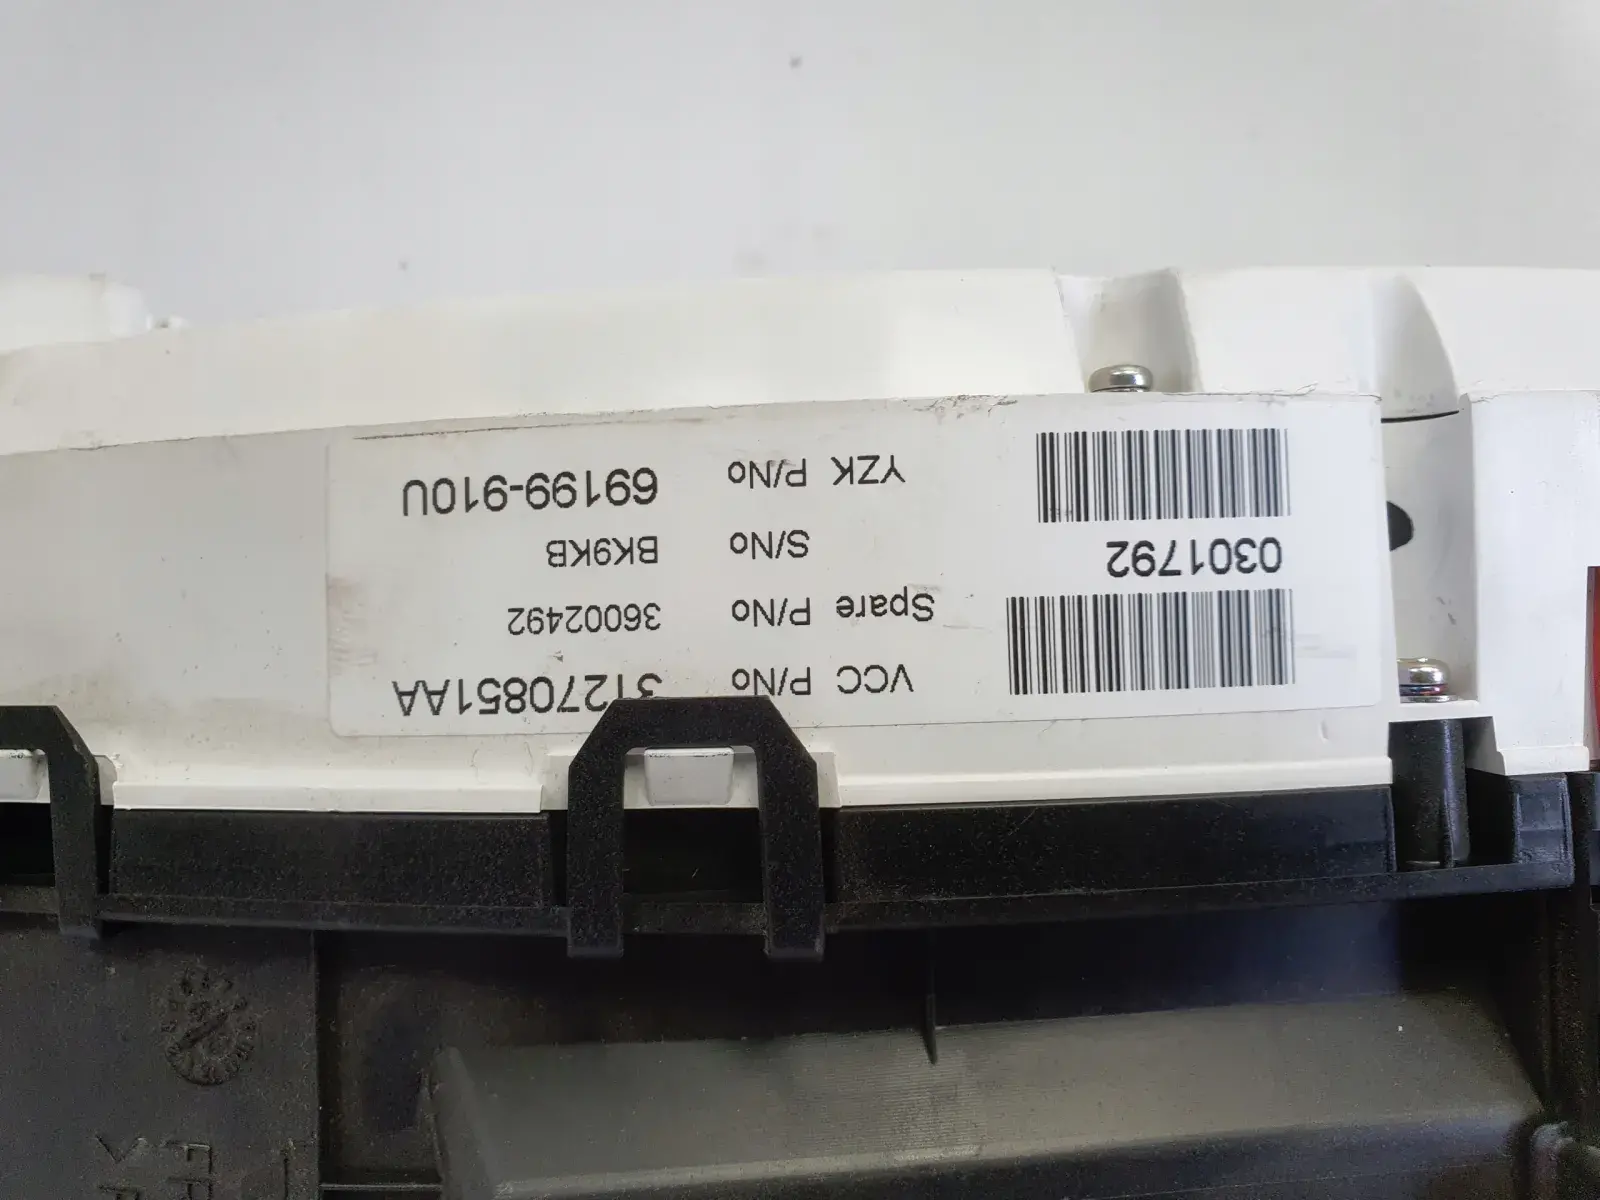 VCC P/No 31270851AA
Spare P/No 36002492
0301792 S/No BK9KB
YZK P/No 69199-910U